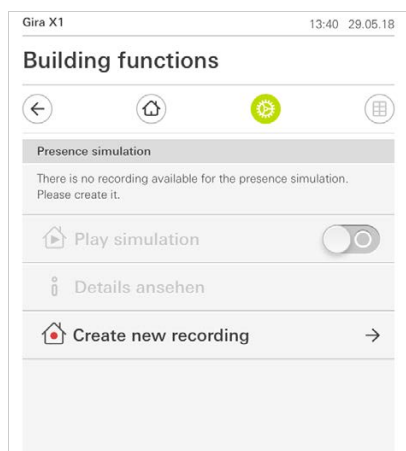 Gira X1 13:40 29.05.18
Building functions
Presence simulation
There is no recording available for the presence simulation.
Please create it.
Play simulation
Details ansehen
Create new recording